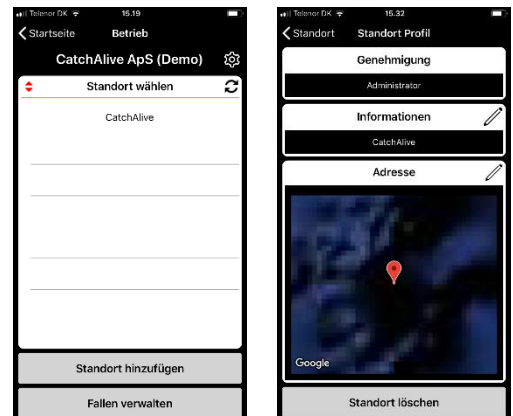 Telenor DK 15.19
Startseite Betrieb
CatchAlive ApS (Demo)
Standort wählen
CatchAlive
Standort hinzufügen
Fallen verwalten
Telenor DK 15.32
Standort Standort Profil
Genehmigung
Administrator
Informationen
CatchAlive
Adresse
Google
Standort löschen